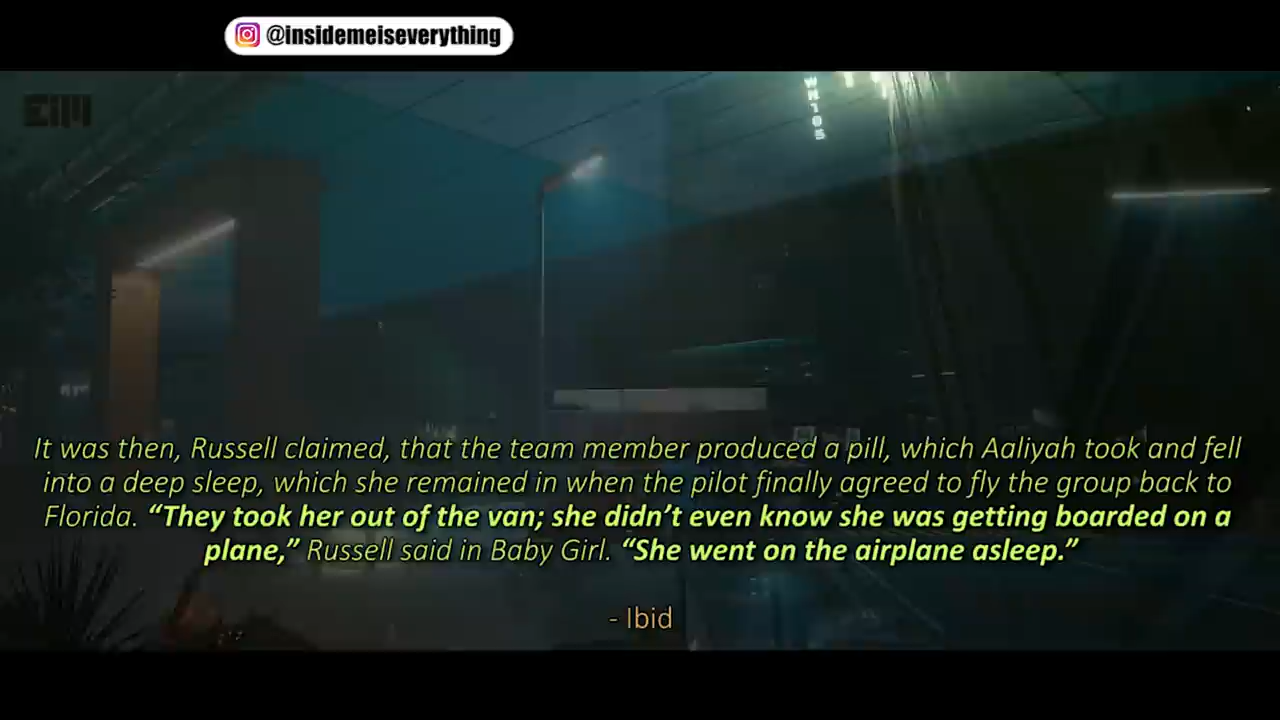 @insidemeiseverything
EIM
WN10S
It was then, Russell claimed, that the team member produced a pill, which Aaliyah took and fell
into a deep sleep, which she remained in when the pilot finally agreed to fly the group back to
Florida. “They took her out of the van; she didn’t even know she was getting boarded on a
plane,” Russell said in Baby Girl. “She went on the airplane asleep.”
- Ibid